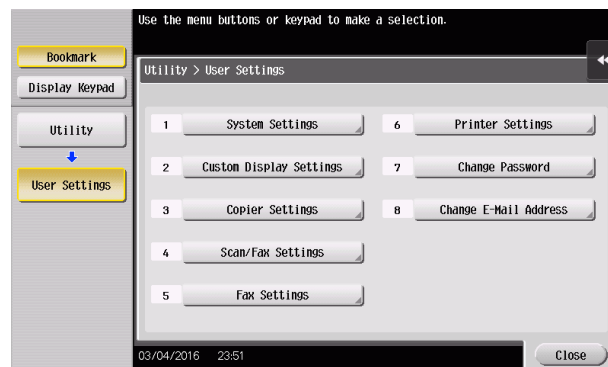 Use the menu buttons or keypad to make a selection.
Bookmark
Display Keypad
Utility
User Settings
Utility > User Settings
1 System Settings
2 Custom Display Settings
3 Copier Settings
4 Scan/Fax Settings
5 Fax Settings
6 Printer Settings
7 Change Password
8 Change E-Mail Address
03/04/2016 23:51
Close